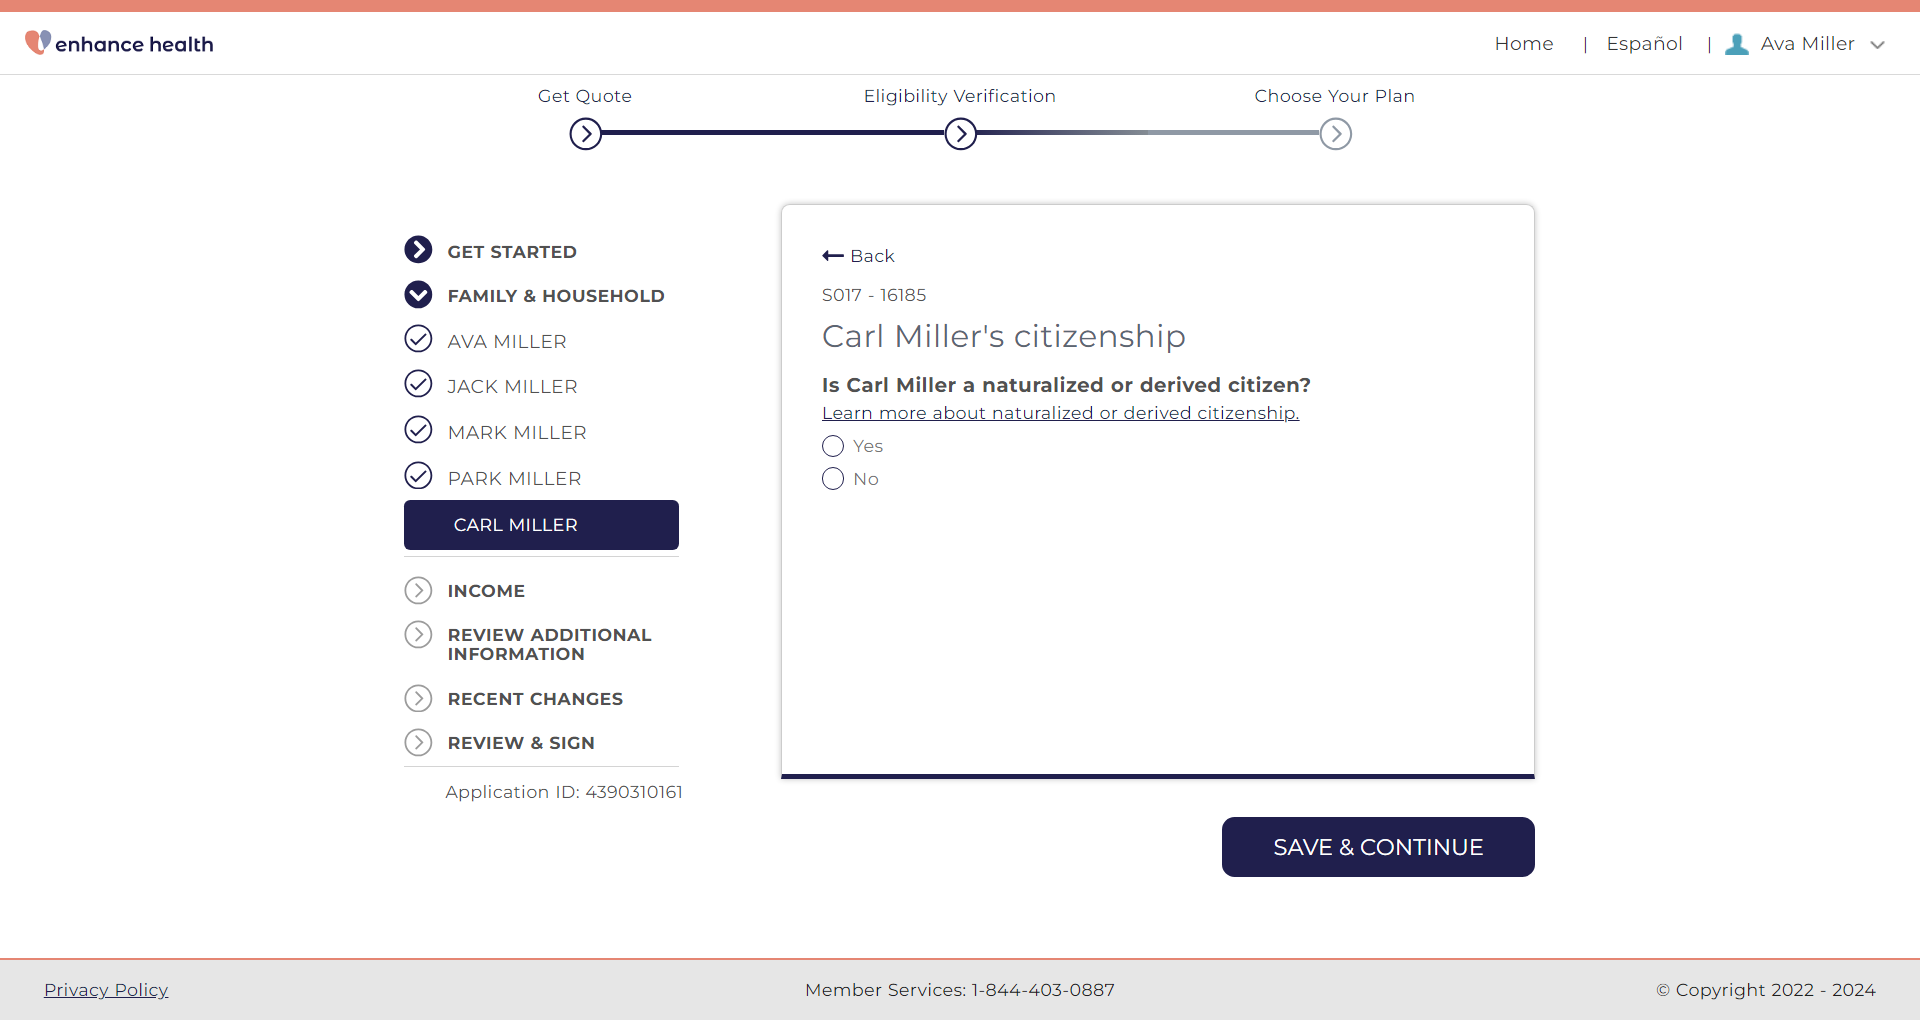 enhance health
Home | Español | Ava Miller
Get Quote
Eligibility Verification
Choose Your Plan
GET STARTED
FAMILY & HOUSEHOLD
AVA MILLER
JACK MILLER
MARK MILLER
PARK MILLER
CARL MILLER
INCOME
REVIEW ADDITIONAL
INFORMATION
RECENT CHANGES
REVIEW & SIGN
Application ID: 4390310161
Back
S017 - 16185
Carl Miller's citizenship
Is Carl Miller a naturalized or derived citizen?
Learn more about naturalized or derived citizenship.
Yes
No
SAVE & CONTINUE
Privacy Policy
Member Services: 1-844-403-0887
© Copyright 2022 - 2024